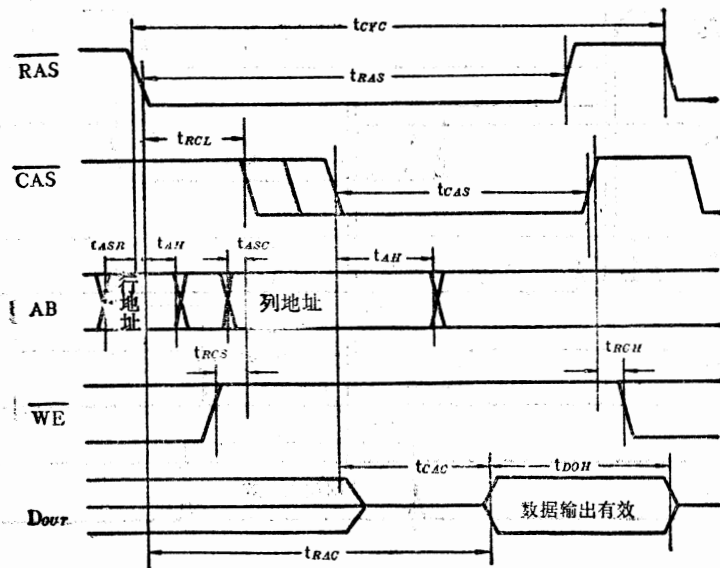 tCYC
RAS
tRAS
tRCL
CAS
tCAS
tASR
tAH
tASC
tAH
AB
行地址
列地址
tRCS
tRCH
WE
tCAC
tDOH
DOUT
数据输出有效
tRAC